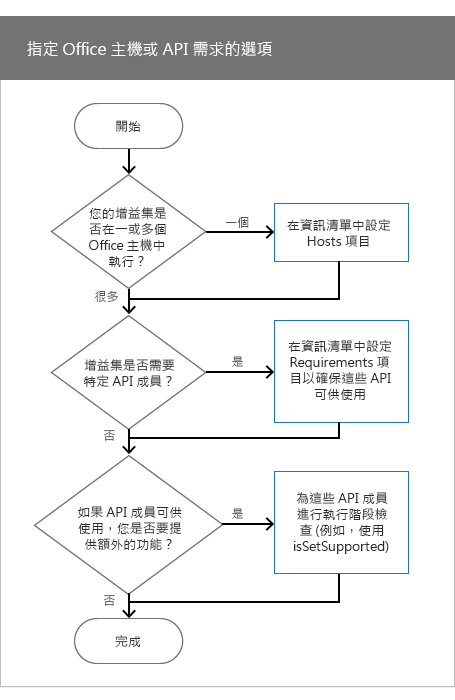 指定 Office 主機或 API 需求的選項
開始
您的增益集是
否在一或多個
Office 主機中
執行？
一個
在資訊清單中設定
Hosts 項目
很多
增益集是否需要
特定 API 成員？
是
在資訊清單中設定
Requirements 項
目以確保這些 API
可供使用
否
如果 API 成員可供
使用，您是否要提
供額外的功能？
是
為這些 API 成員
進行執行階段檢
查 (例如，使用
isSetSupported)
否
完成